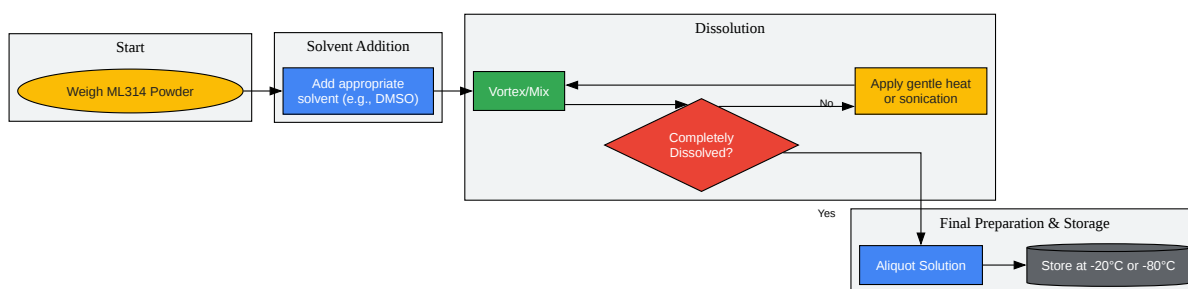 Start
Weigh ML314 Powder
Solvent Addition
Add appropriate
solvent (e.g., DMSO)
Dissolution
Vortex/Mix
Completely
Dissolved?
No
Apply gentle heat
or sonication
Yes
Final Preparation & Storage
Aliquot Solution
Store at -20°C or -80°C